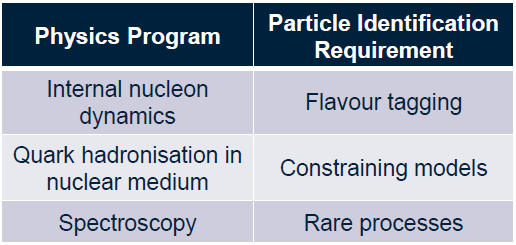 Physics Program
Particle Identification
Requirement
Internal nucleon
dynamics
Flavour tagging
Quark hadronisation in
nuclear medium
Constraining models
Spectroscopy
Rare processes